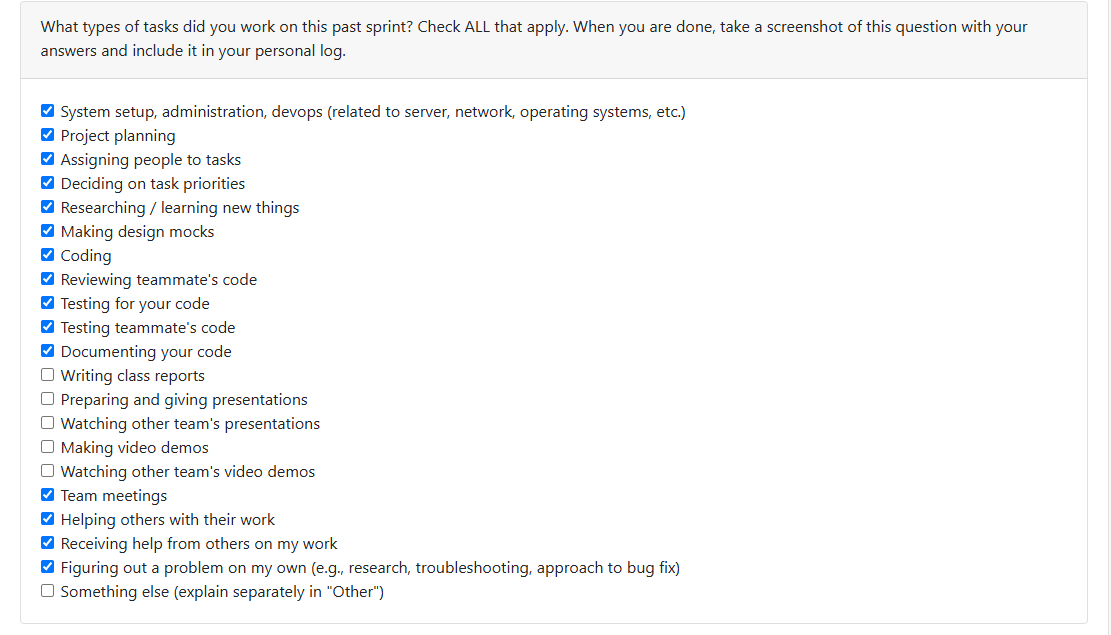 What types of tasks did you work on this past sprint? Check ALL that apply. When you are done, take a screenshot of this question with your
answers and include it in your personal log.
System setup, administration, devops (related to server, network, operating systems, etc.)
Project planning
Assigning people to tasks
Deciding on task priorities
Researching / learning new things
Making design mocks
Coding
Reviewing teammate's code
Testing for your code
Testing teammate's code
Documenting your code
Writing class reports
Preparing and giving presentations
Watching other team's presentations
Making video demos
Watching other team's video demos
Team meetings
Helping others with their work
Receiving help from others on my work
Figuring out a problem on my own (e.g., research, troubleshooting, approach to bug fix)
Something else (explain separately in "Other")